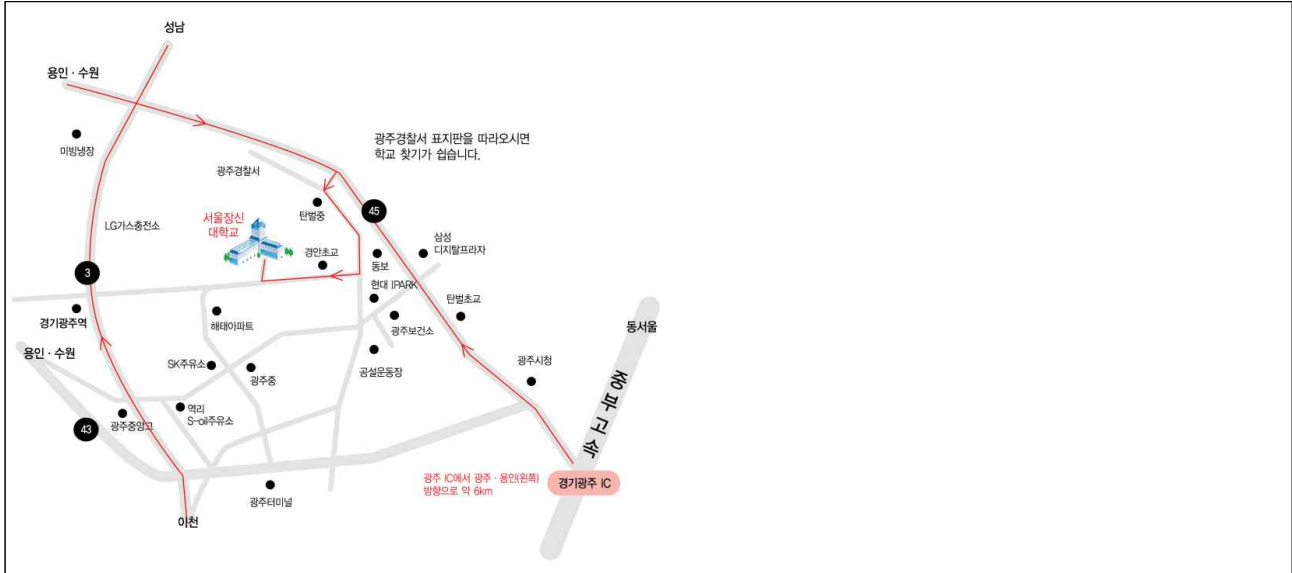 성남
용인 · 수원
미빙냉장
광주경찰서 표지판을 따라오시면
학교 찾기가 쉽습니다.
광주경찰서
탄벌중
45
서울장신
대학교
LG가스충전소
경안초교
동보
삼성
디지탈프라자
3
현대 IPARK
경기광주역
해태아파트
광주보건소
탄벌초교
동서울
용인 · 수원
SK주유소
광주중
공설운동장
광주시청
중부고속
43
광주중앙고
역리
S-oil주유소
광주 IC에서 광주 · 용인(왼쪽)
방향으로 약 6km
경기광주 IC
광주터미널
이천